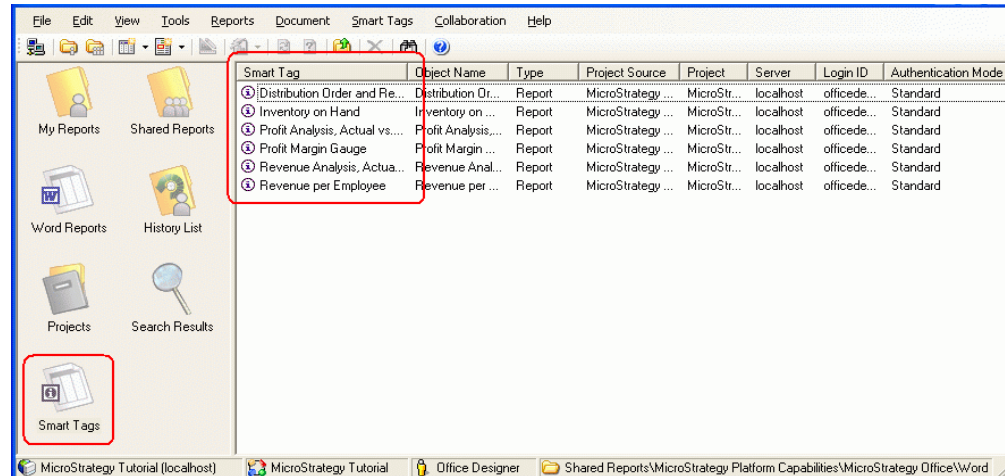 File Edit View Tools Reports Document Smart Tags Collaboration Help
Smart Tag Object Name Type Project Source Project Server Login ID Authentication Mode
Distribution Order and Re... Distribution Or... Report MicroStrategy ... MicroStr... localhost officede... Standard
Inventory on Hand Inventory on ... Report MicroStrategy ... MicroStr... localhost officede... Standard
Profit Analysis, Actual vs.... Profit Analysis,... Report MicroStrategy ... MicroStr... localhost officede... Standard
Profit Margin Gauge Profit Margin ... Report MicroStrategy ... MicroStr... localhost officede... Standard
Revenue Analysis, Actua... Revenue Anal... Report MicroStrategy ... MicroStr... localhost officede... Standard
Revenue per Employee Revenue per ... Report MicroStrategy ... MicroStr... localhost officede... Standard
My Reports Shared Reports
Word Reports History List
Projects Search Results
Smart Tags
MicroStrategy Tutorial (localhost) MicroStrategy Tutorial Office Designer Shared Reports\MicroStrategy Platform Capabilities\MicroStrategy Office\Word